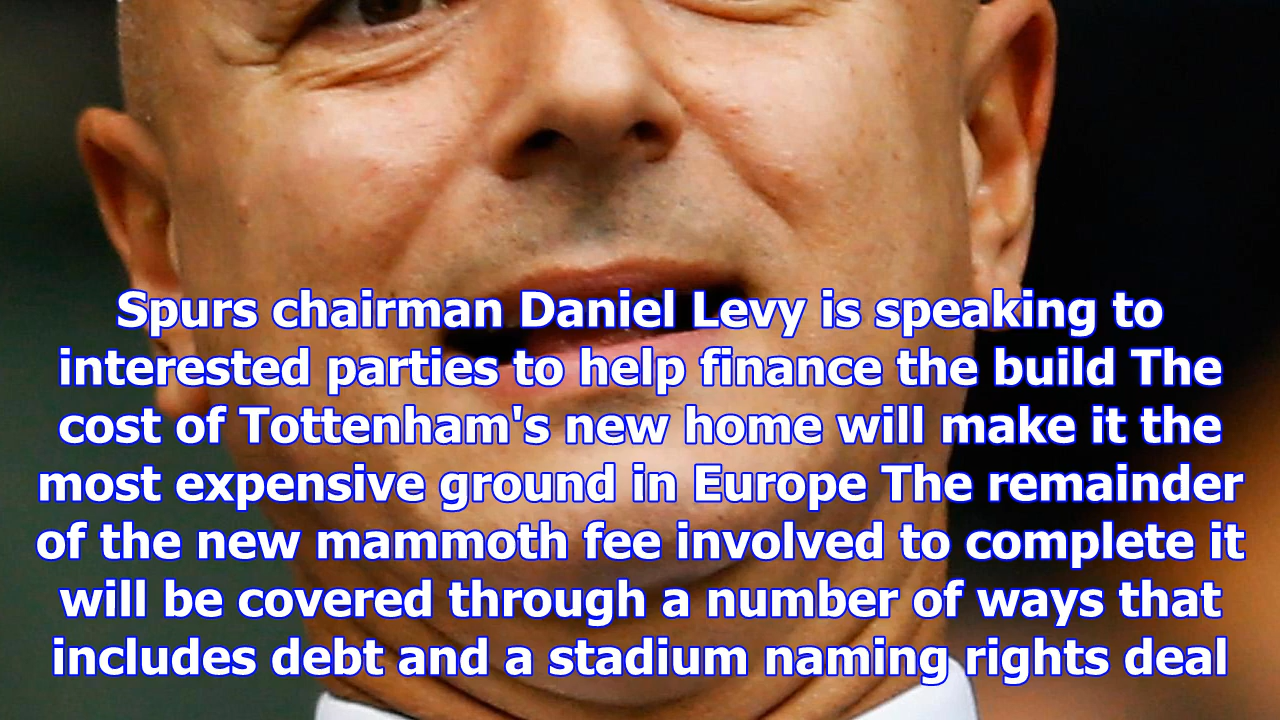 Spurs chairman Daniel Levy is speaking to
interested parties to help finance the build The
cost of Tottenham's new home will make it the
most expensive ground in Europe The remainder
of the new mammoth fee involved to complete it
will be covered through a number of ways that
includes debt and a stadium naming rights deal